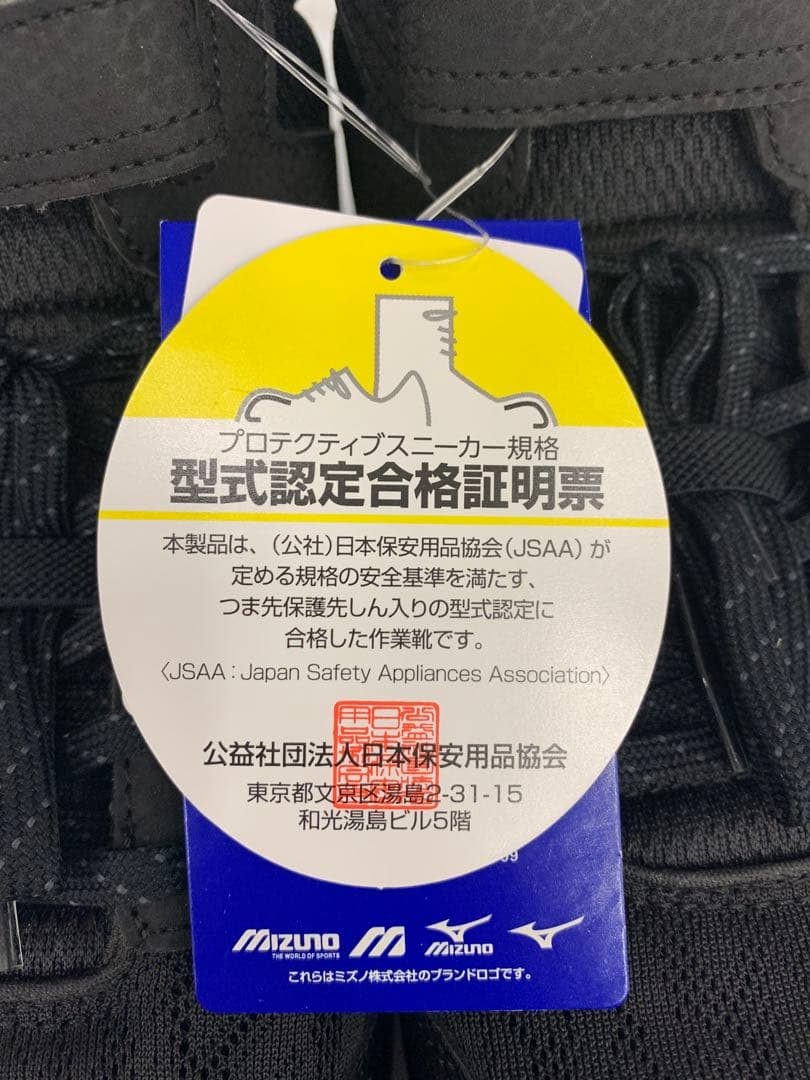 プロテクティブスニーカー規格
型式認定合格証明票
本製品は、(公社)日本保安用品協会(JSAA)が
定める規格の安全基準を満たす、
つま先保護先しん入りの型式認定に
合格した作業靴です。
〈JSAA:Japan Safety Appliances Association〉
公益社団法人日本保安用品協会
東京都文京区湯島2-31-15
和光湯島ビル5階
MIZUNO
THE WORLD OF SPORTS
MIZUNO
これらはミズノ株式会社のブランドロゴです。